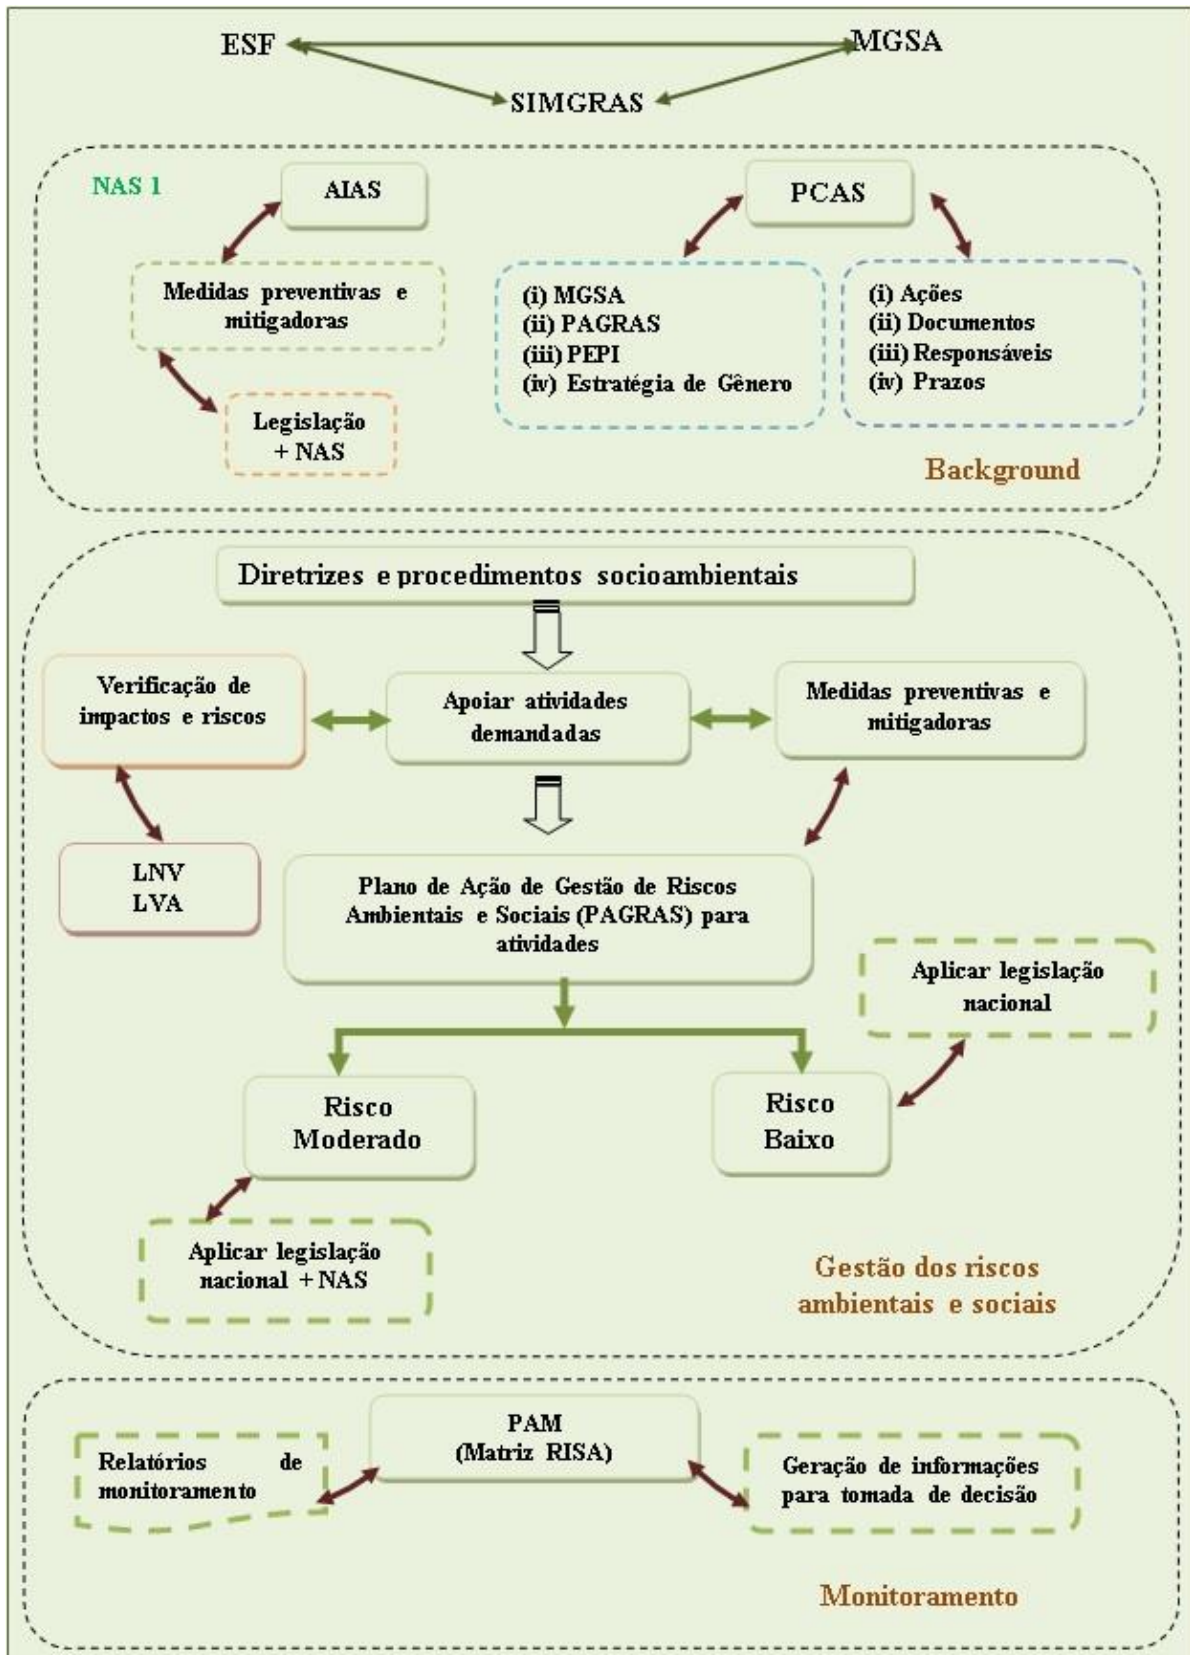 ESF
MGSA
SIMGRAS
NAS 1
AIAS
PCAS
Medidas preventivas e
mitigadoras
(i) MGSA
(ii) PAGRAS
(iii) PEPI
(iv) Estratégia de Gênero
(i) Ações
(ii) Documentos
(iii) Responsáveis
(iv) Prazos
Legislação
+ NAS
Background
Diretrizes e procedimentos socioambientais
Verificação de
impactos e riscos
Apoiar atividades
demandadas
Medidas preventivas e
mitigadoras
LNV
LVA
Plano de Ação de Gestão de Riscos
Ambientais e Sociais (PAGRAS) para
atividades
Aplicar legislação
nacional
Risco
Moderado
Risco
Baixo
Aplicar legislação
nacional + NAS
Gestão dos riscos
ambientais e sociais
PAM
(Matriz RISA)
Relatórios de
monitoramento
Geração de informações
para tomada de decisão
Monitoramento